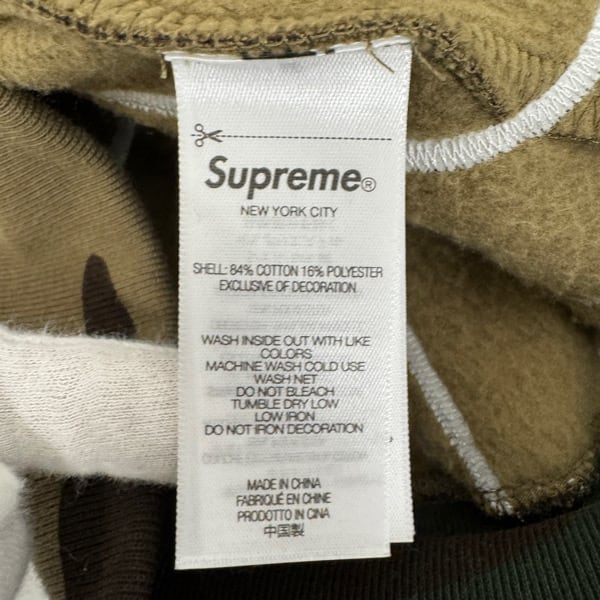 Supreme®
NEW YORK CITY
SHELL: 84% COTTON 16% POLYESTER
EXCLUSIVE OF DECORATION
WASH INSIDE OUT WITH LIKE
COLORS
MACHINE WASH COLD USE
WASH NET
DO NOT BLEACH
TUMBLE DRY LOW
LOW IRON
DO NOT IRON DECORATION
MADE IN CHINA
FABRIQUÉ EN CHINE
PRODOTTO IN CINA
中国製